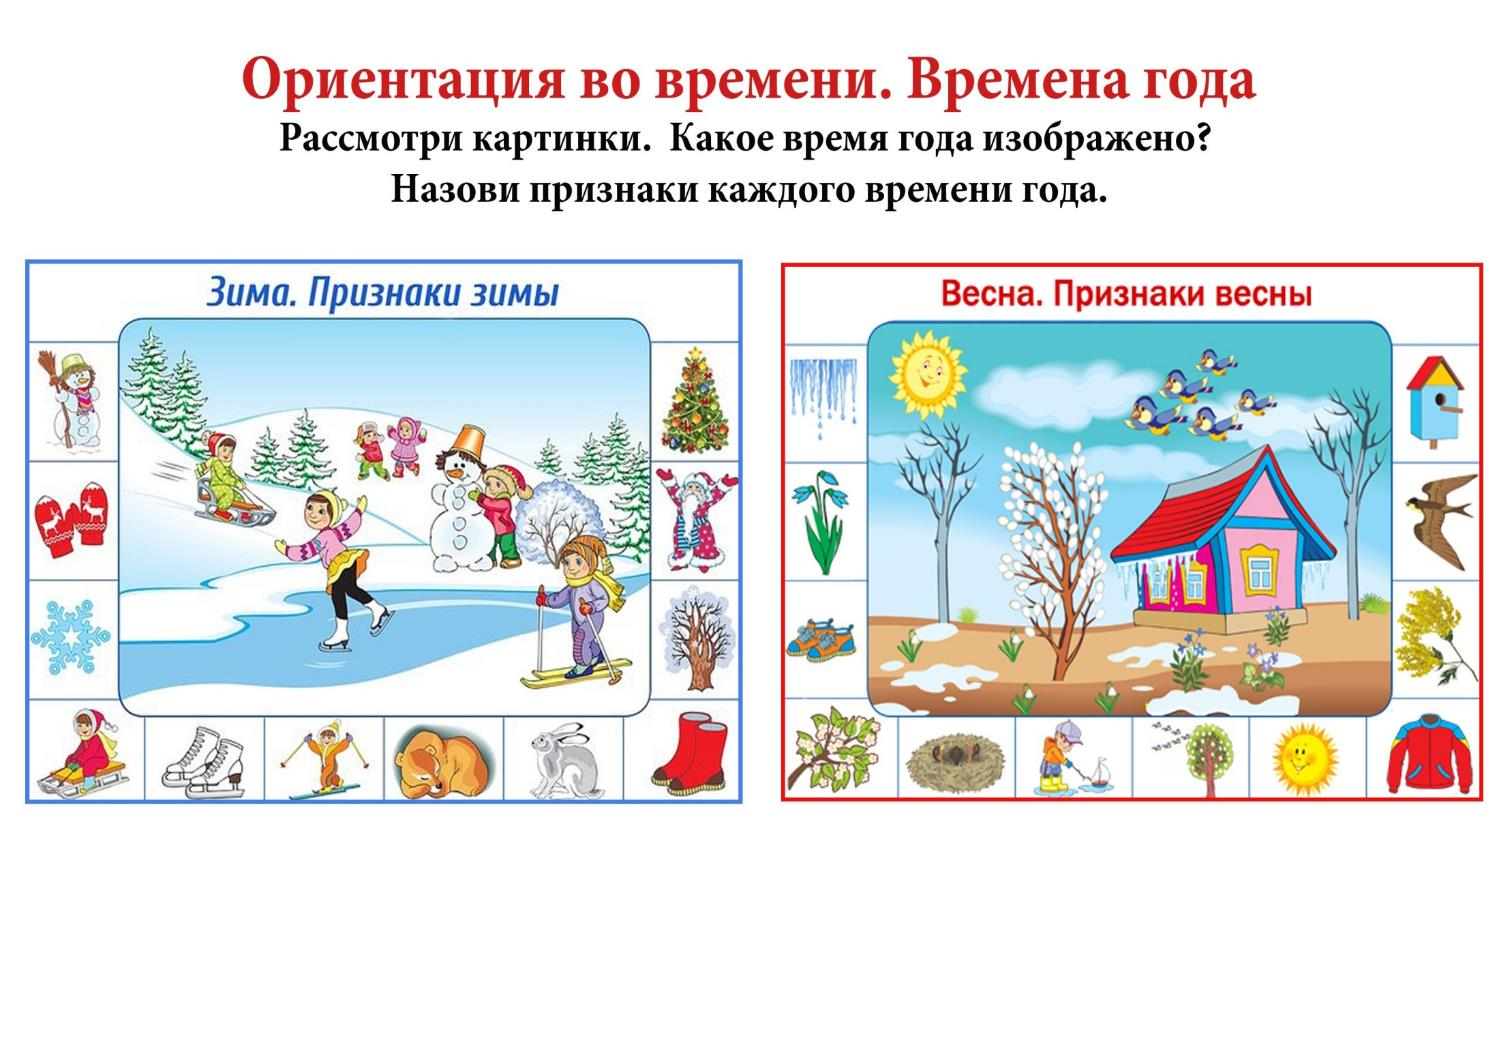 Ориентация во времени. Времена года
Рассмотри картинки. Какое время года изображено?
Назови признаки каждого времени года.
Зима. Признаки зимы
Весна. Признаки весны